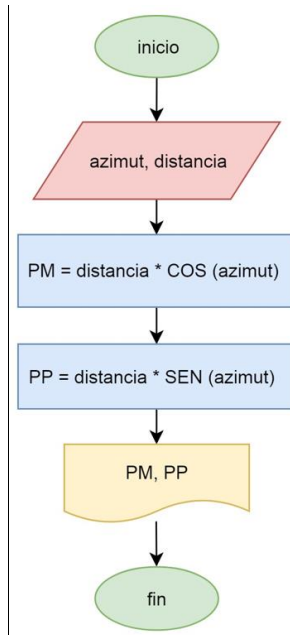 inicio
azimut, distancia
PM = distancia * COS (azimut)
PP = distancia * SEN (azimut)
PM, PP
fin